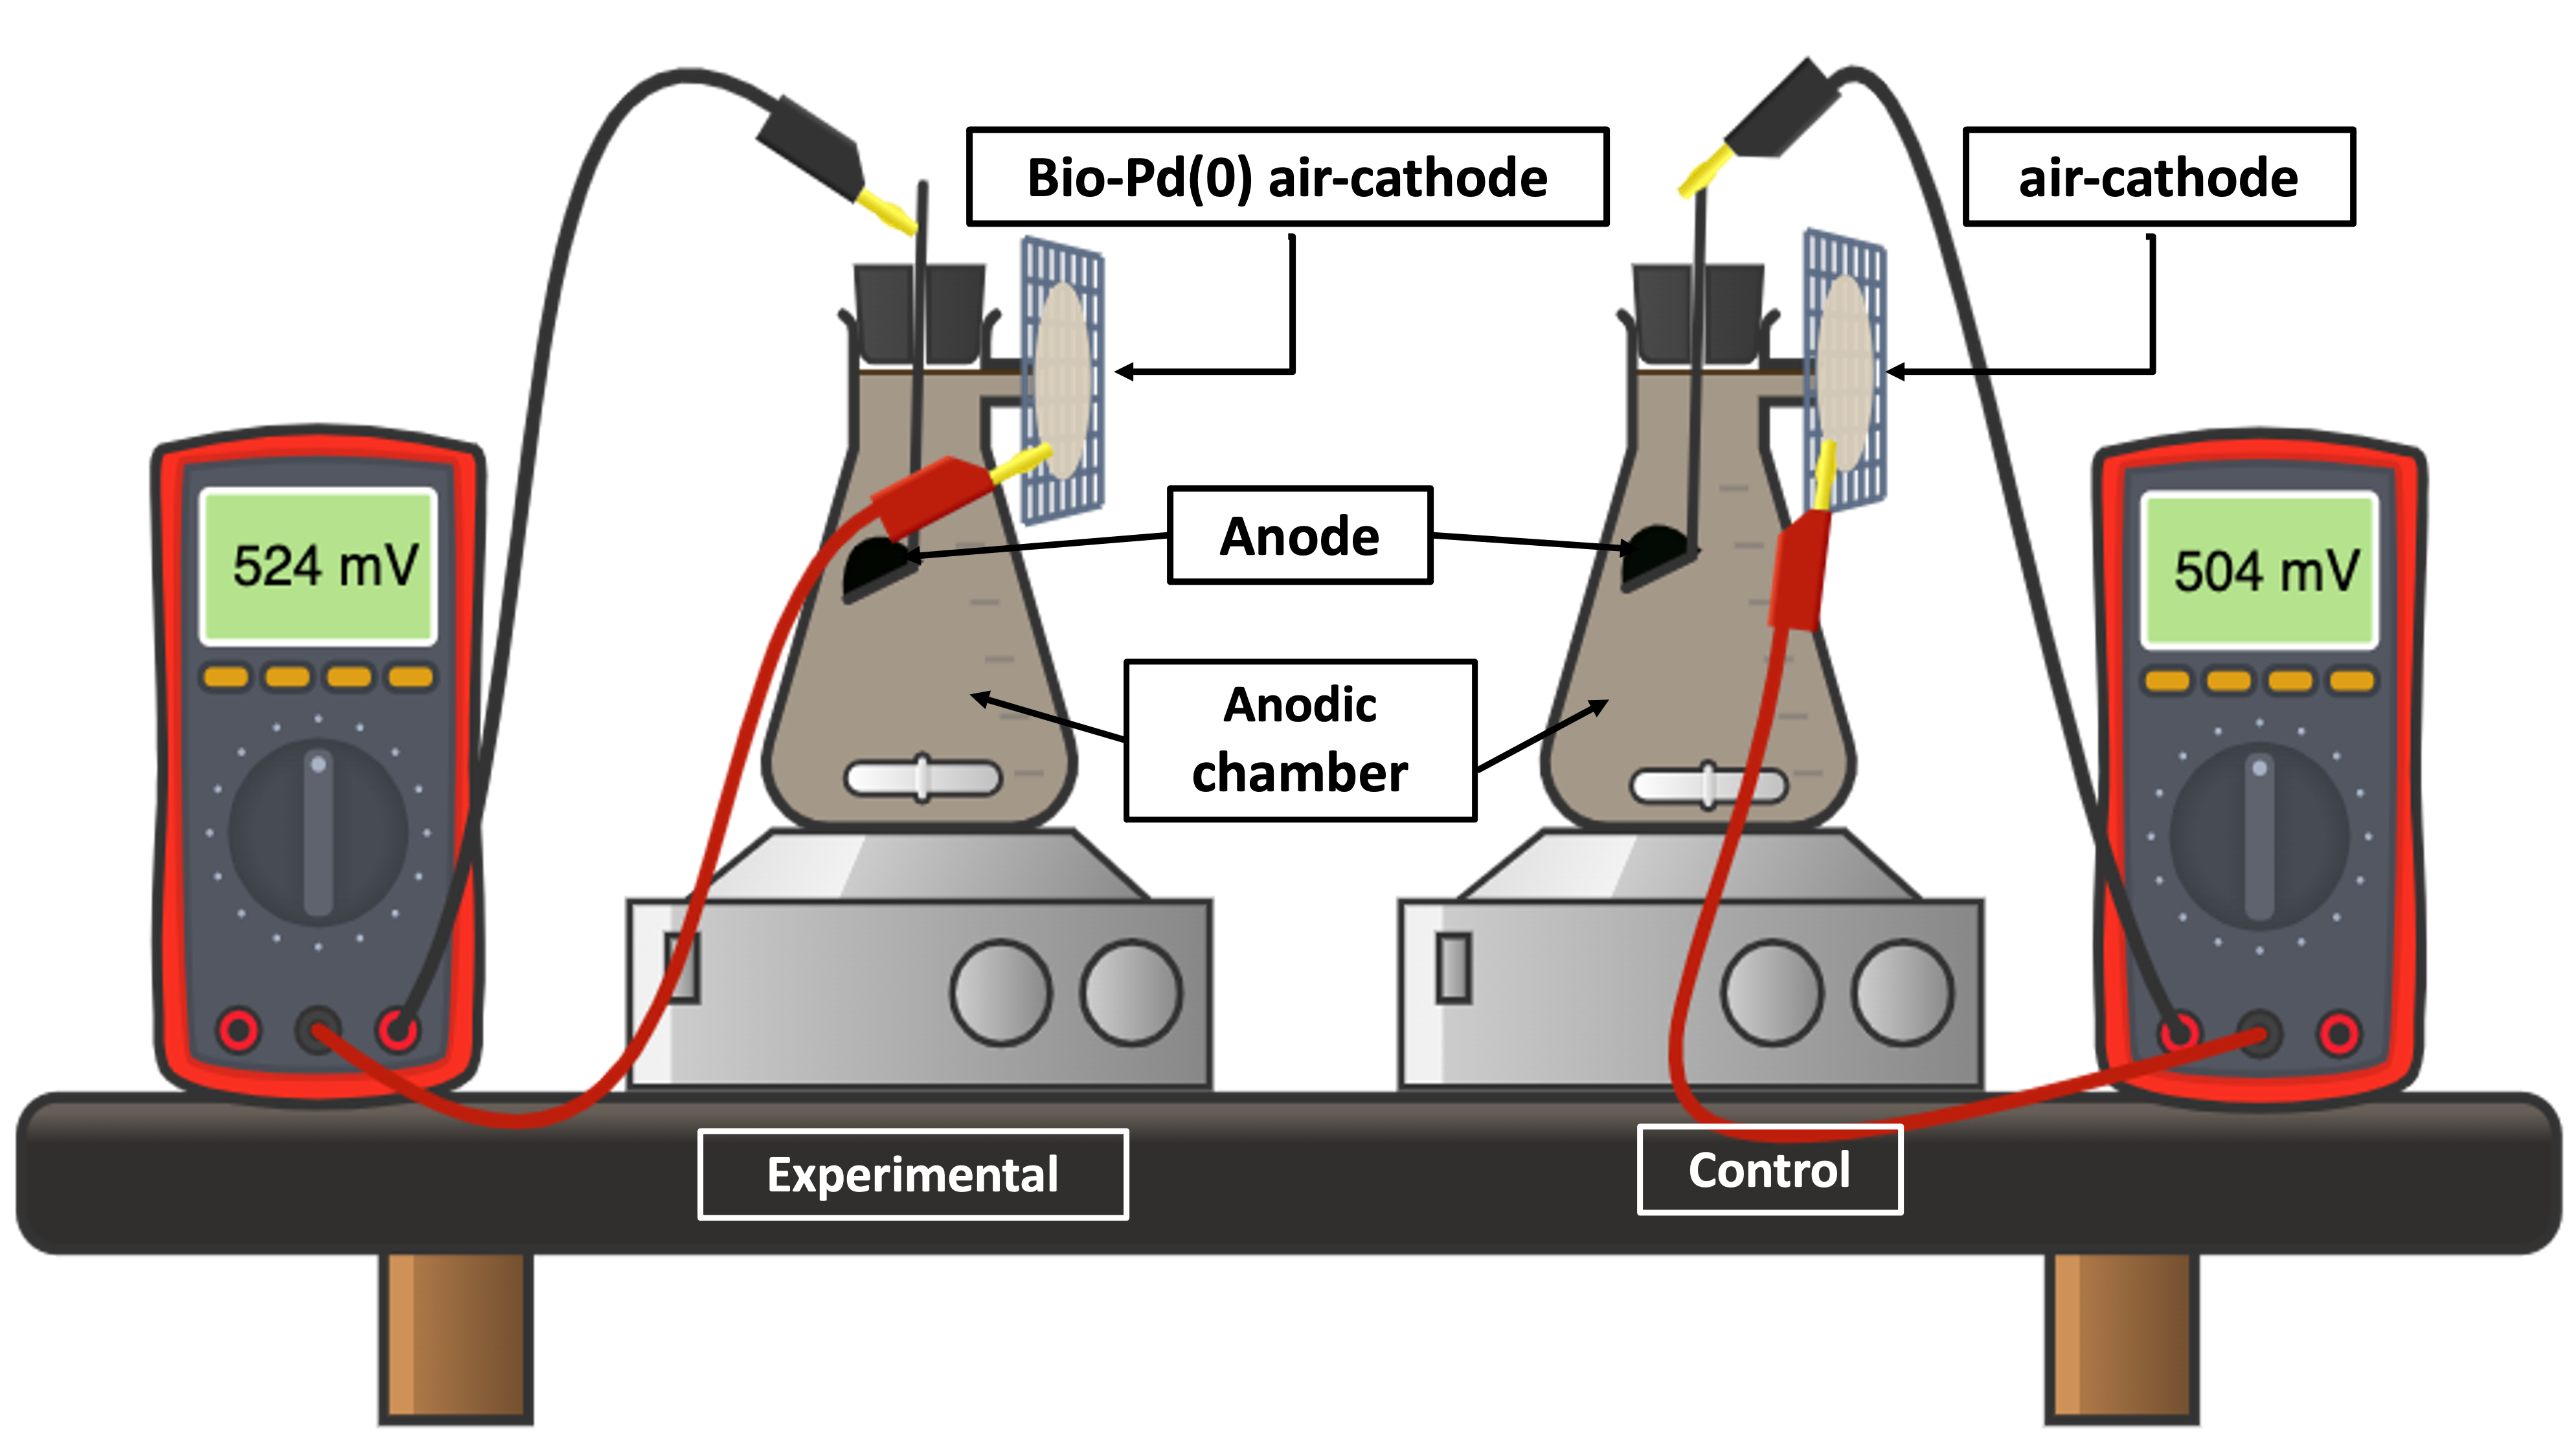 Bio-Pd(0) air-cathode
air-cathode
524 mV
Anode
504 mV
Anodic
chamber
Experimental
Control